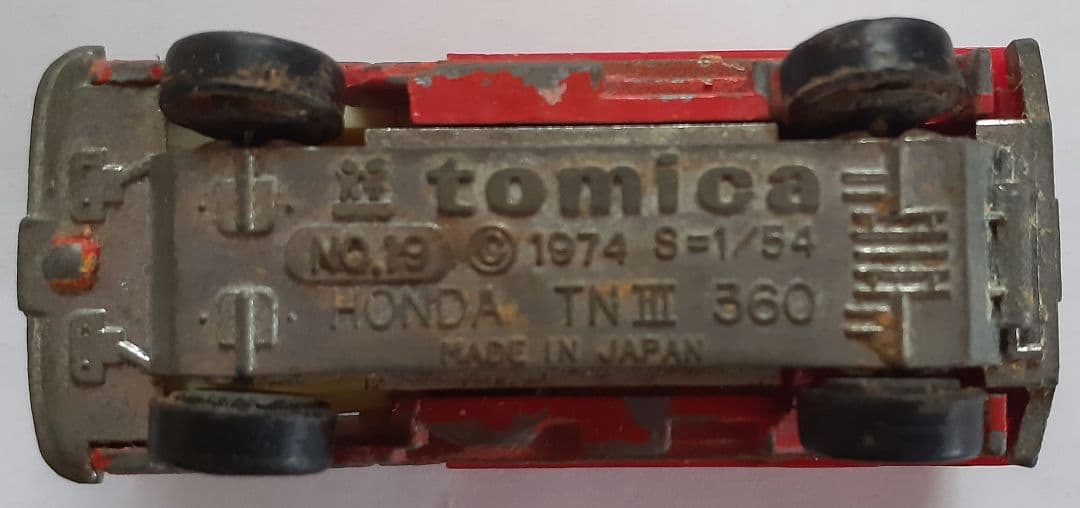 tomica
NO.19 © 1974 S=1/54
HONDA TN III 360
MADE IN JAPAN